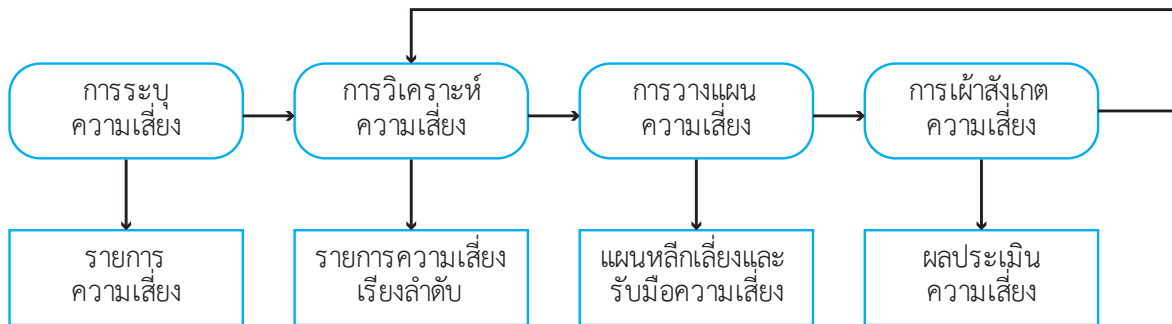 การระบุ
ความเสี่ยง
การวิเคราะห์
ความเสี่ยง
การวางแผน
ความเสี่ยง
การเฝ้าสังเกต
ความเสี่ยง
รายการ
ความเสี่ยง
รายการความเสี่ยง
เรียงลำดับ
แผนหลีกเลี่ยงและ
รับมือความเสี่ยง
ผลประเมิน
ความเสี่ยง